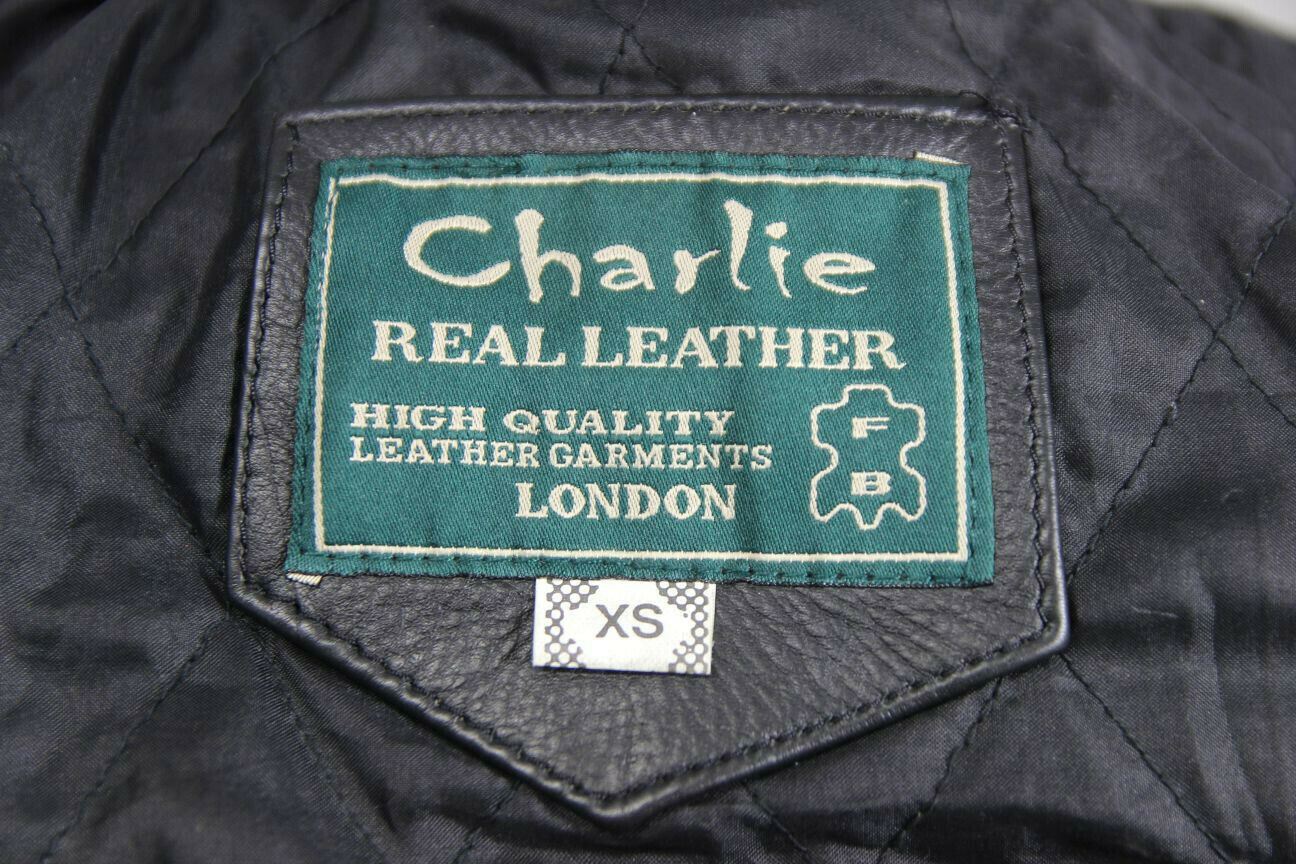 Charlie
REAL LEATHER
HIGH QUALITY
LEATHER GARMENTS
LONDON
F
B
XS